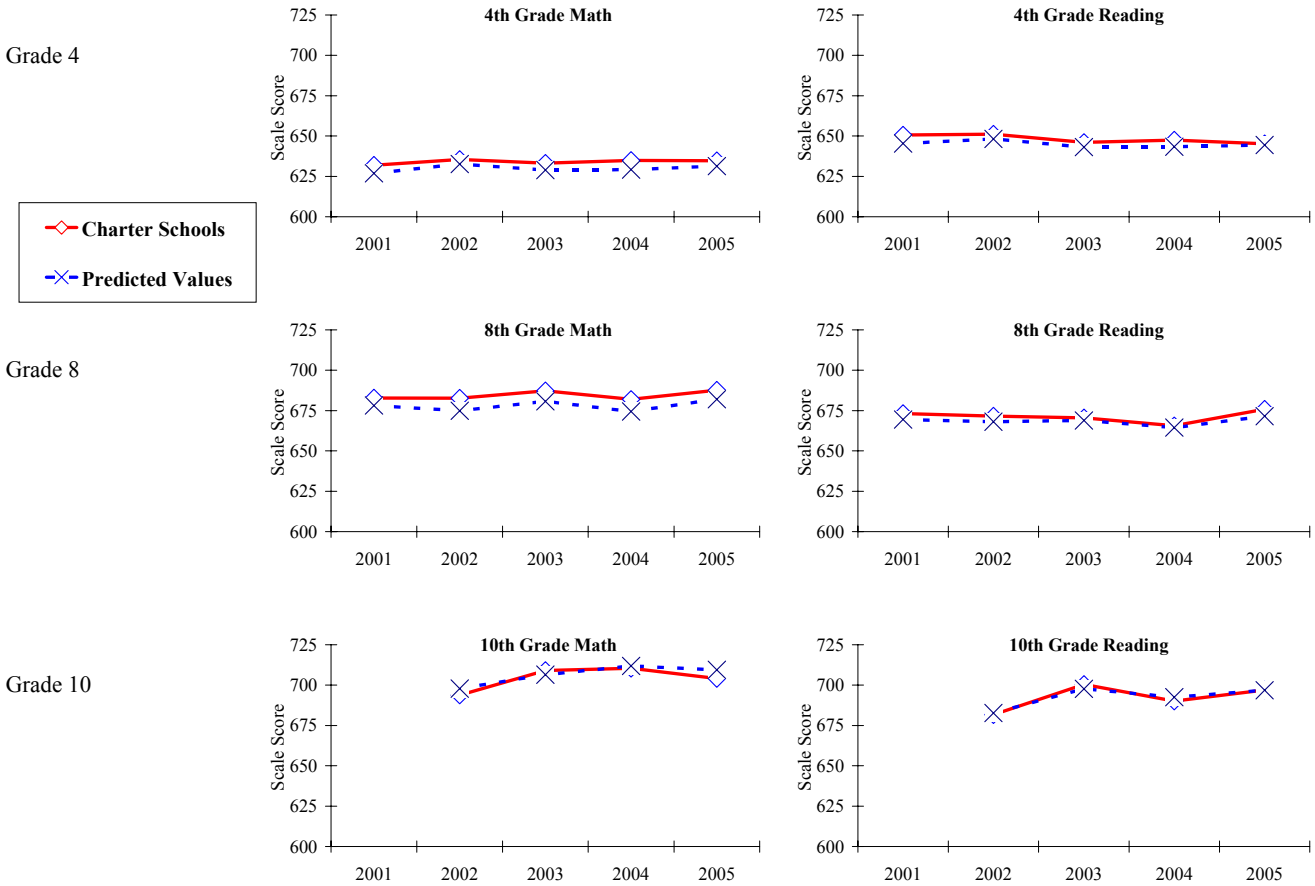 Grade 4
4th Grade Math
Scale Score
725
700
675
650
625
600
2001 2002 2003 2004 2005
4th Grade Reading
Scale Score
725
700
675
650
625
600
2001 2002 2003 2004 2005
Charter Schools
Predicted Values
Grade 8
8th Grade Math
Scale Score
725
700
675
650
625
600
2001 2002 2003 2004 2005
8th Grade Reading
Scale Score
725
700
675
650
625
600
2001 2002 2003 2004 2005
Grade 10
10th Grade Math
Scale Score
725
700
675
650
625
600
2001 2002 2003 2004 2005
10th Grade Reading
Scale Score
725
700
675
650
625
600
2001 2002 2003 2004 2005